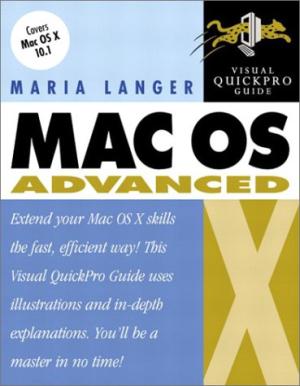 Covers
Mac OS X
10.1
VISUAL
QUICKPRO
GUIDE
MARIA LANGER
MAC OS
ADVANCED
X
Extend your Mac OS X skills
the fast, efficient way! This
Visual QuickPro Guide uses
illustrations and in-depth
explanations. You'll be a
master in no time!